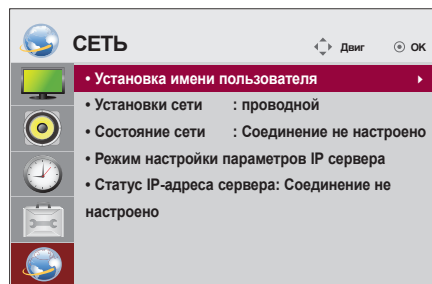 СЕТЬ
Двиг ОК
• Установка имени пользователя
• Установки сети : проводной
• Состояние сети : Соединение не настроено
• Режим настройки параметров IP сервера
• Статус IP-адреса сервера: Соединение не
настроено